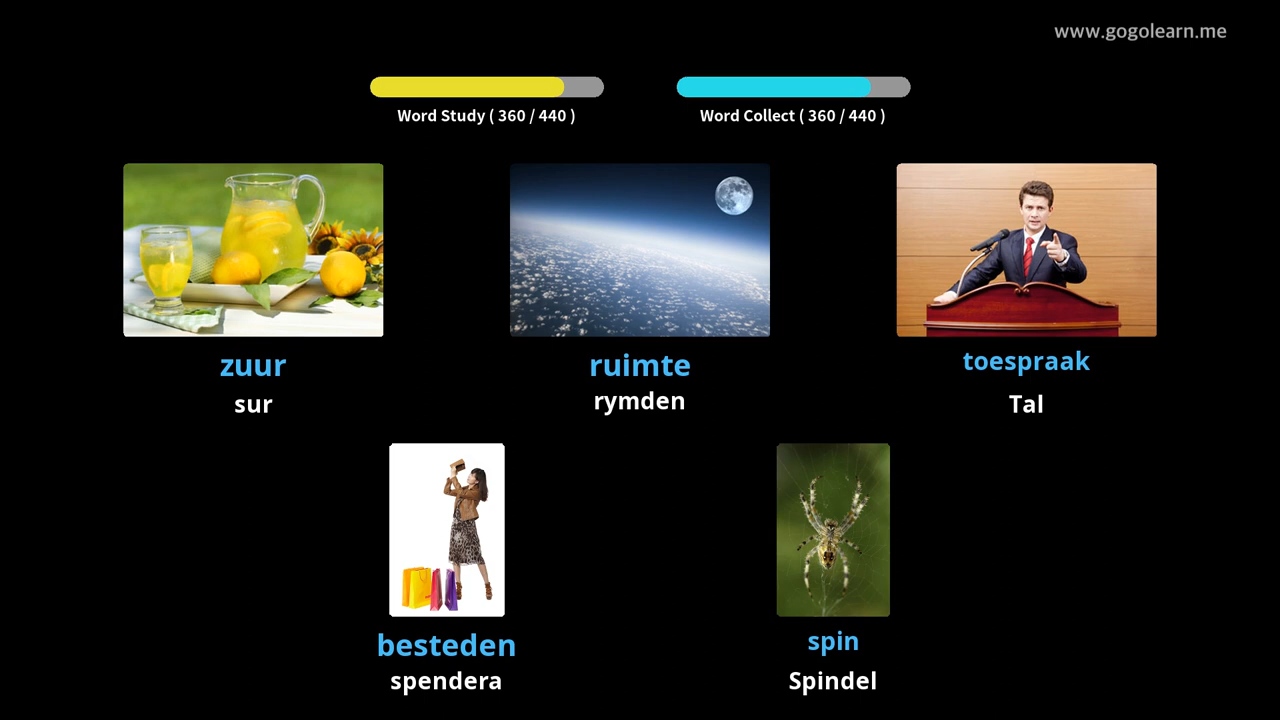 www.gogolearn.me
Word Study ( 360 / 440 )
Word Collect ( 360 / 440 )
zuur
sur
ruimte
rymden
toespraak
Tal
besteden
spendera
spin
Spindel